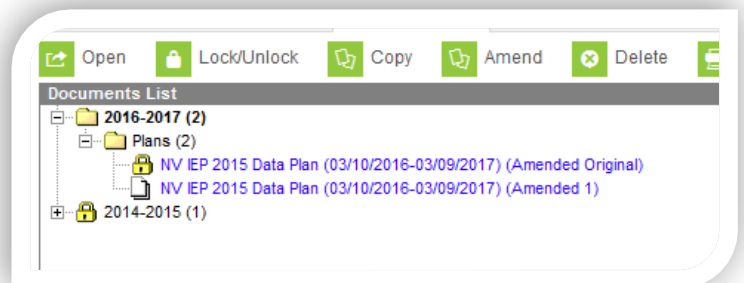 Open Lock/Unlock Copy Amend Delete
Documents List
2016-2017 (2)
Plans (2)
NV IEP 2015 Data Plan (03/10/2016-03/09/2017) (Amended Original)
NV IEP 2015 Data Plan (03/10/2016-03/09/2017) (Amended 1)
2014-2015 (1)